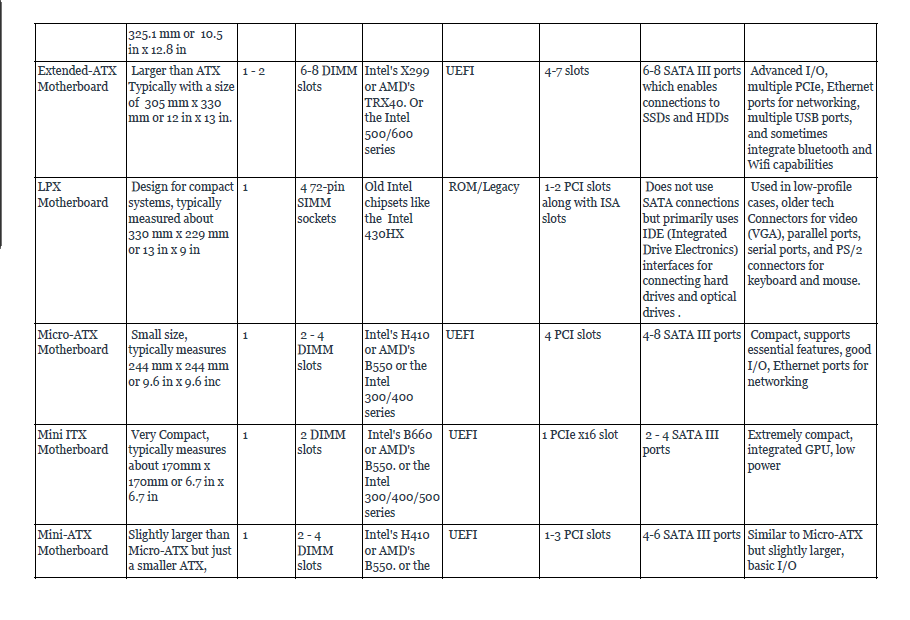 325.1 mm or 10.5
in x 12.8 in
Extended-ATX
Motherboard
Larger than ATX
Typically with a size
of 305 mm x 330
mm or 12 in x 13 in.
1 - 2
6-8 DIMM
slots
Intel's X299
or AMD's
TRX40. Or
the Intel
500/600
series
UEFI
4-7 slots
6-8 SATA III ports
which enables
connections to
SSDs and HDDs
Advanced I/O,
multiple PCIe, Ethernet
ports for networking,
multiple USB ports,
and sometimes
integrate bluetooth and
Wifi capabilities
LPX
Motherboard
Design for compact
systems, typically
measured about
330 mm x 229 mm
or 13 in x 9 in
1
4 72-pin
SIMM
sockets
Old Intel
chipsets like
the Intel
430HX
ROM/Legacy
1-2 PCI slots
along with ISA
slots
Does not use
SATA connections
but primarily uses
IDE (Integrated
Drive Electronics)
interfaces for
connecting hard
drives and optical
drives .
Used in low-profile
cases, older tech
Connectors for video
(VGA), parallel ports,
serial ports, and PS/2
connectors for
keyboard and mouse.
Micro-ATX
Motherboard
Small size,
typically measures
244 mm x 244 mm
or 9.6 in x 9.6 inc
1
2 - 4
DIMM
slots
Intel's H410
or AMD's
B550 or the
Intel
300/400
series
UEFI
4 PCI slots
4-8 SATA III ports
Compact, supports
essential features, good
I/O, Ethernet ports for
networking
Mini ITX
Motherboard
Very Compact,
typically measures
about 170mm x
170mm or 6.7 in x
6.7 in
1
2 DIMM
slots
Intel's B660
or AMD's
B550. or the
Intel
300/400/500
series
UEFI
1 PCIe x16 slot
2 - 4 SATA III
ports
Extremely compact,
integrated GPU, low
power
Mini-ATX
Motherboard
Slightly larger than
Micro-ATX but just
a smaller ATX,
1
2 - 4
DIMM
slots
Intel's H410
or AMD's
B550. or the
UEFI
1-3 PCI slots
4-6 SATA III ports
Similar to Micro-ATX
but slightly larger,
basic I/O